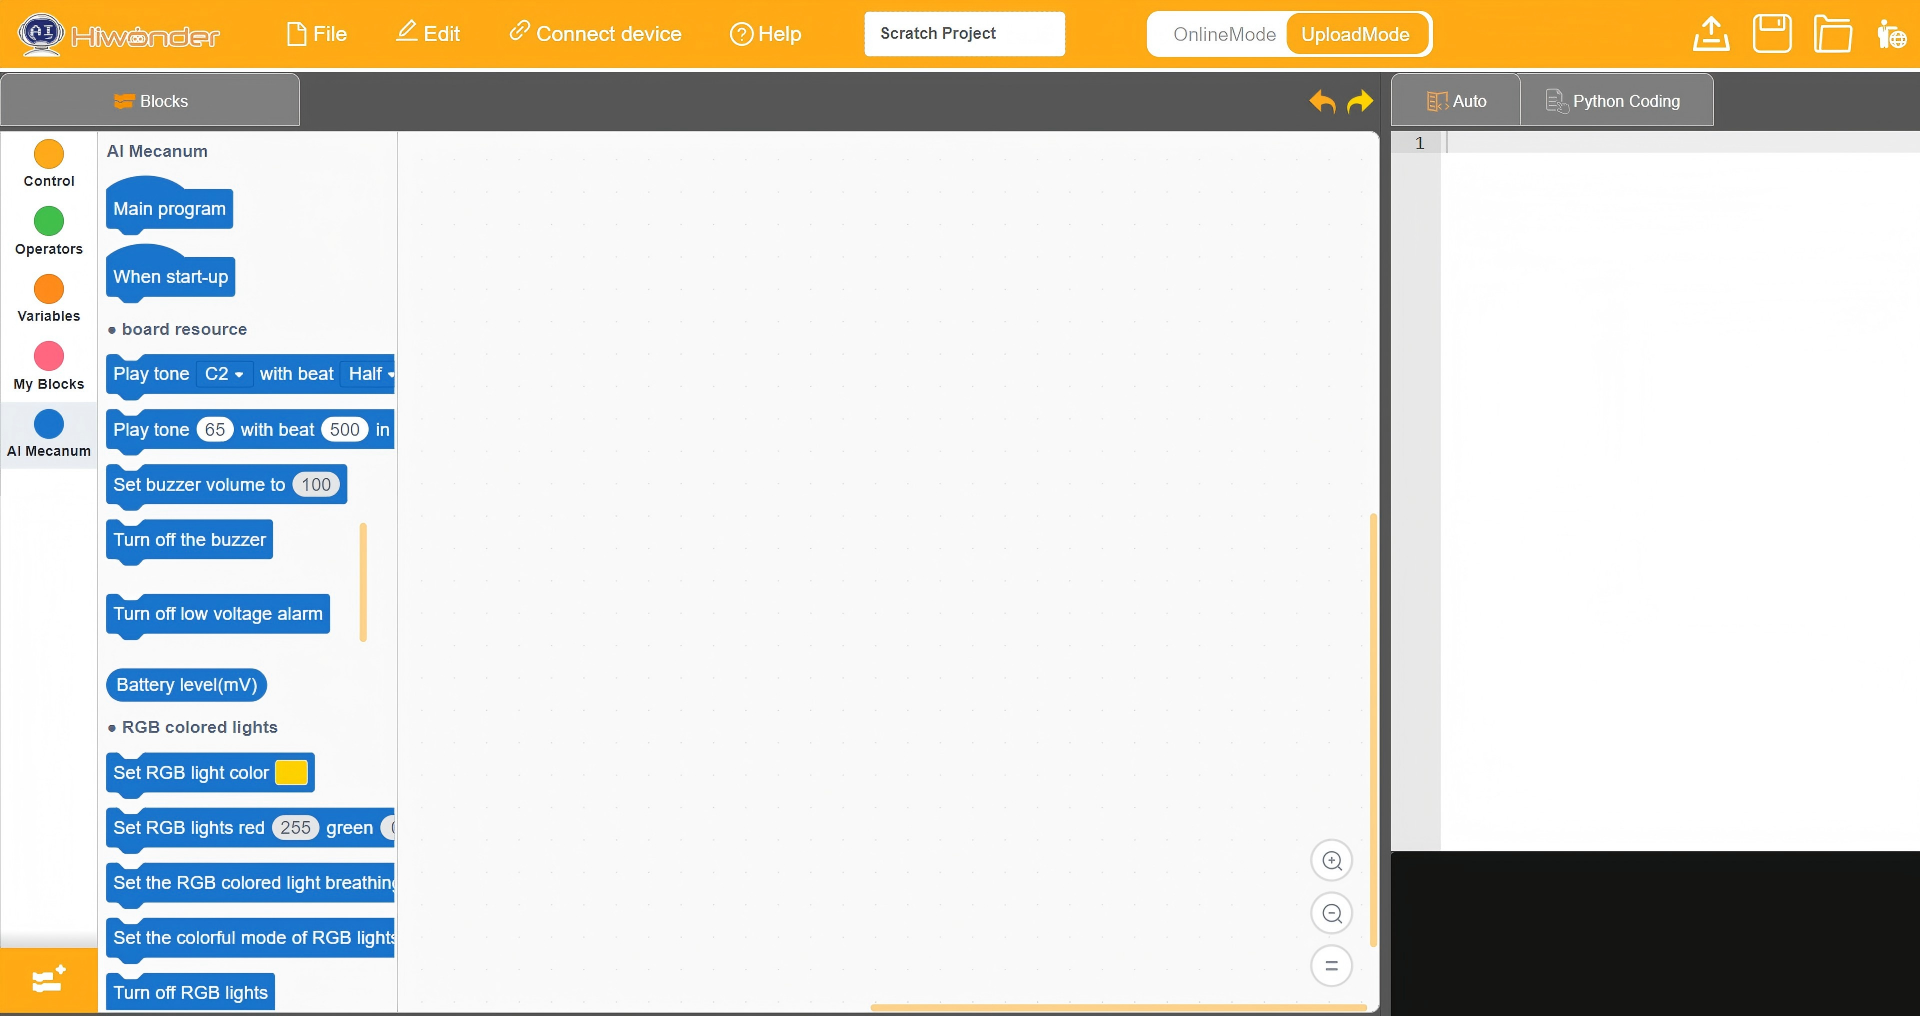 AI Hiwonder
File
Edit
Connect device
Help
Scratch Project
OnlineMode
UploadMode
Blocks
Auto
Python Coding
Control
Operators
Variables
My Blocks
AI Mecanum
AI Mecanum
Main program
When start-up
• board resource
Play tone C2 with beat Half
Play tone 65 with beat 500 in
Set buzzer volume to 100
Turn off the buzzer
Turn off low voltage alarm
Battery level(mV)
• RGB colored lights
Set RGB light color
Set RGB lights red 255 green
Set the RGB colored light breathing
Set the colorful mode of RGB lights
Turn off RGB lights
1